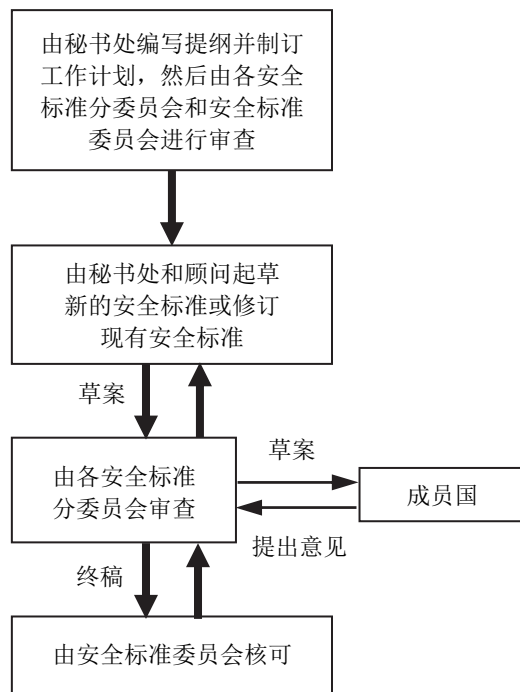 由秘书处编写提纲并制订
工作计划，然后由各安全
标准分委员会和安全标准
委员会进行审查
由秘书处和顾问起草
新的安全标准或修订
现有安全标准
草案
由各安全标准
分委员会审查
草案
成员国
提出意见
终稿
由安全标准委员会核可